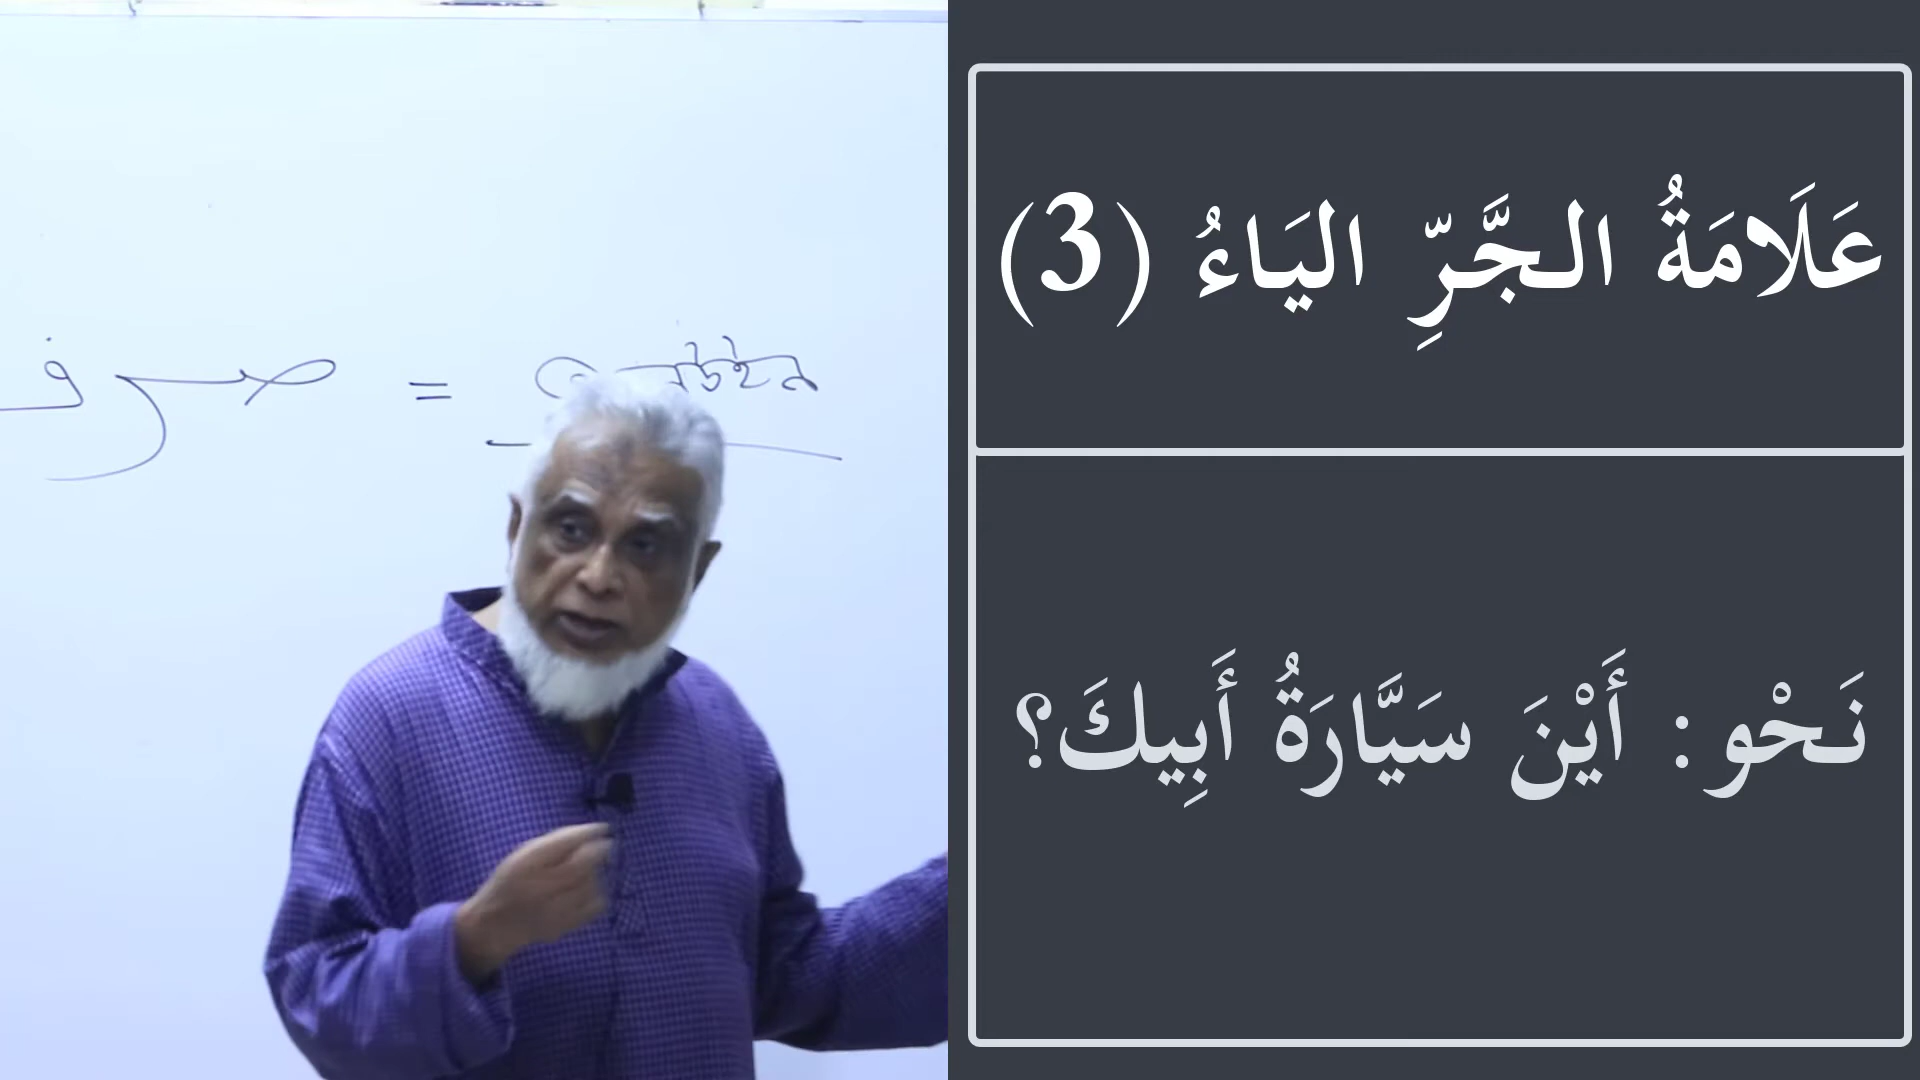 صرف =
(3) عَلَامَةُ الجَّرِّ اليَاءُ
نَحْو: أَيْنَ سَيَّارَةُ أَبِيكَ؟